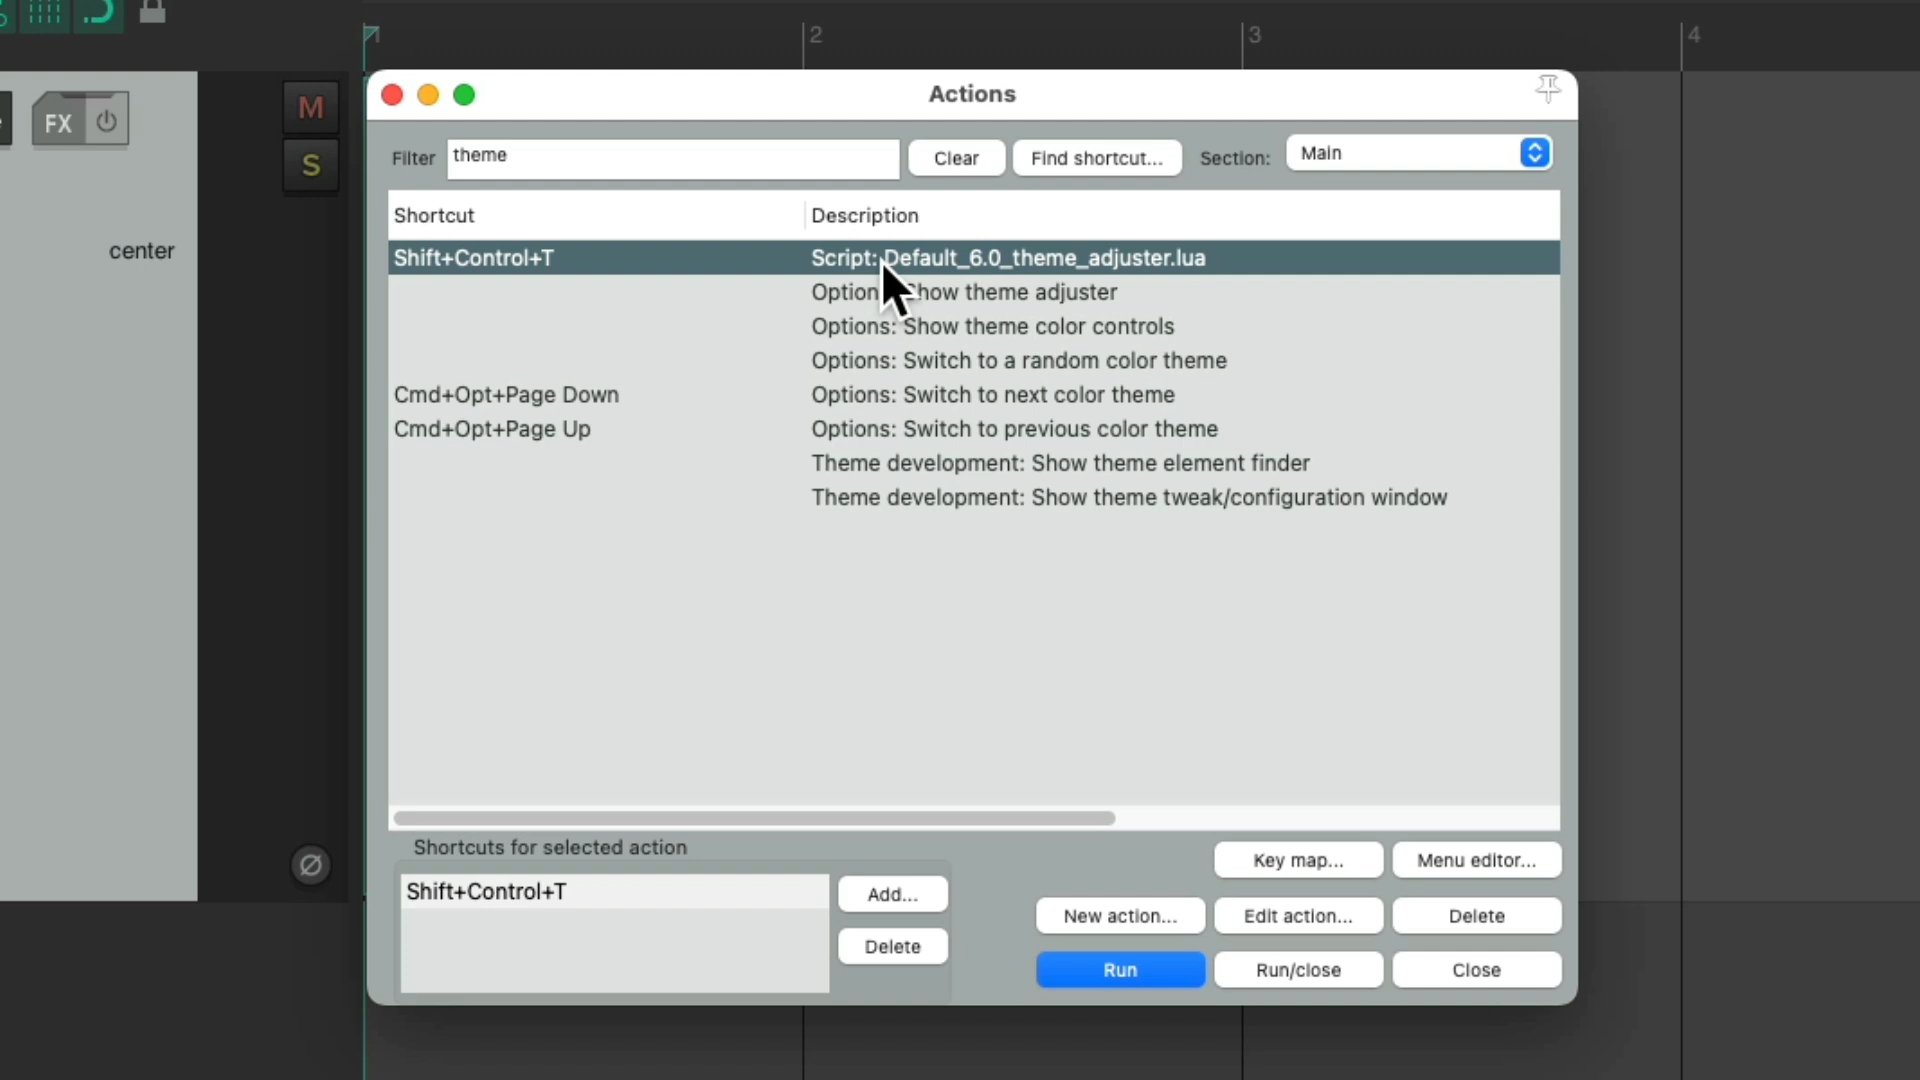 1
2
3
4
FX
M
S
center
Actions
Filter
theme
Clear
Find shortcut...
Section:
Main
Shortcut
Description
Shift+Control+T
Script: Default_6.0_theme_adjuster.lua
Show theme adjuster
Options: Show theme color controls
Options: Switch to a random color theme
Cmd+Opt+Page Down
Options: Switch to next color theme
Cmd+Opt+Page Up
Options: Switch to previous color theme
Theme development: Show theme element finder
Theme development: Show theme tweak/configuration window
Shortcuts for selected action
Shift+Control+T
Add...
Delete
Key map...
Menu editor...
New action...
Edit action...
Delete
Run
Run/close
Close